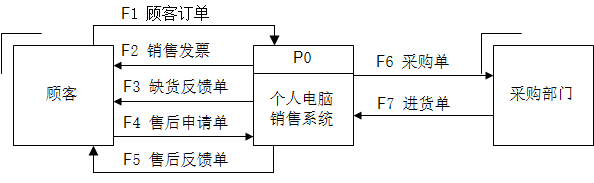 F1 顾客订单
F2 销售发票
P0
F6 采购单
F3 缺货反馈单
顾客
个人电脑
销售系统
采购部门
F7 进货单
F4 售后申请单
F5 售后反馈单